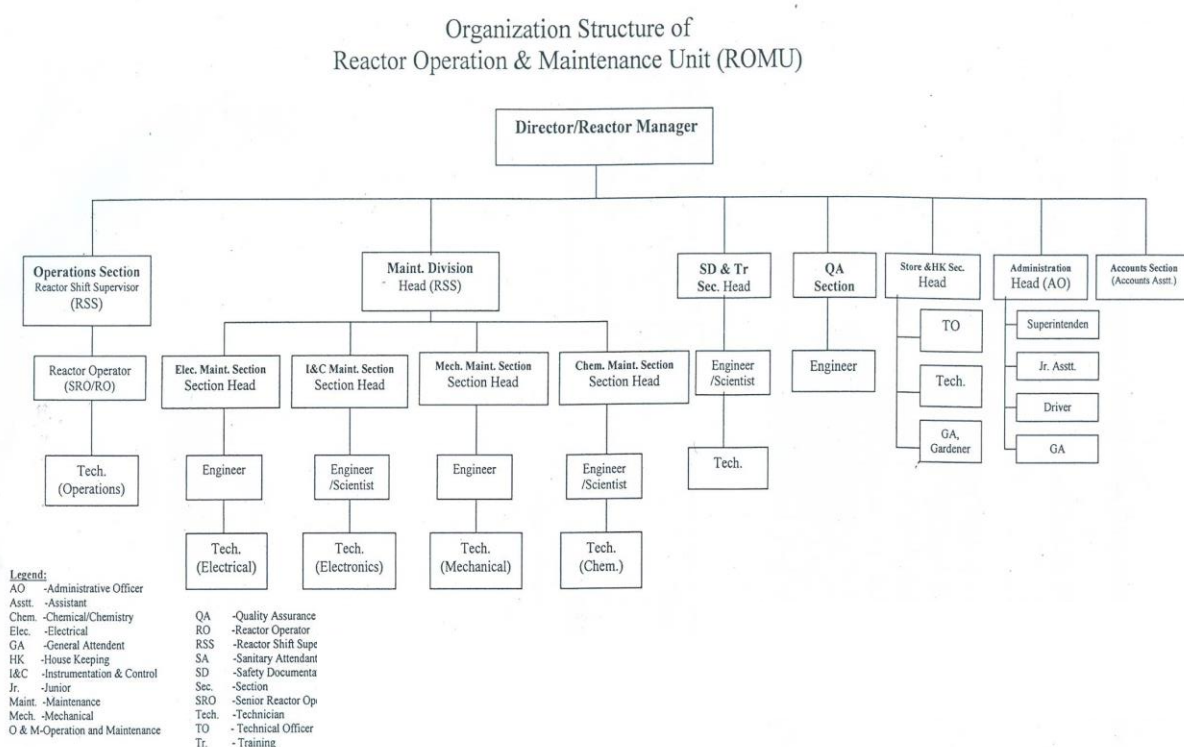 Organization Structure of
Reactor Operation & Maintenance Unit (ROMU)
Director/Reactor Manager
Operations Section
Reactor Shift Supervisor
(RSS)
Maint. Division
Head (RSS)
SD & Tr
Sec. Head
QA
Section
Store &HK Sec.
Head
Administration
Head (AO)
Accounts Section
(Accounts Asstt.)
Reactor Operator
(SRO/RO)
Elec. Maint. Section
Section Head
I&C Maint. Section
Section Head
Mech. Maint. Section
Section Head
Chem. Maint. Section
Section Head
Engineer
/Scientist
Engineer
TO
Tech.
GA,
Gardener
Superintenden
Jr. Asstt.
Driver
GA
Tech.
(Operations)
Engineer
Engineer
/Scientist
Engineer
Engineer
/Scientist
Tech.
Tech.
(Electrical)
Tech.
(Electronics)
Tech.
(Mechanical)
Tech.
(Chem.)
Legend:
AO -Administrative Officer
Asstt. -Assistant
Chem. -Chemical/Chemistry
Elec. -Electrical
GA -General Attendent
HK -House Keeping
I&C -Instrumentation & Control
Jr. -Junior
Maint. -Maintenance
Mech. -Mechanical
O & M-Operation and Maintenance
QA -Quality Assurance
RO -Reactor Operator
RSS -Reactor Shift Supe
SA -Sanitary Attendant
SD -Safety Documenta
Sec. -Section
SRO -Senior Reactor Op
Tech. -Technician
TO - Technical Officer
Tr. - Training